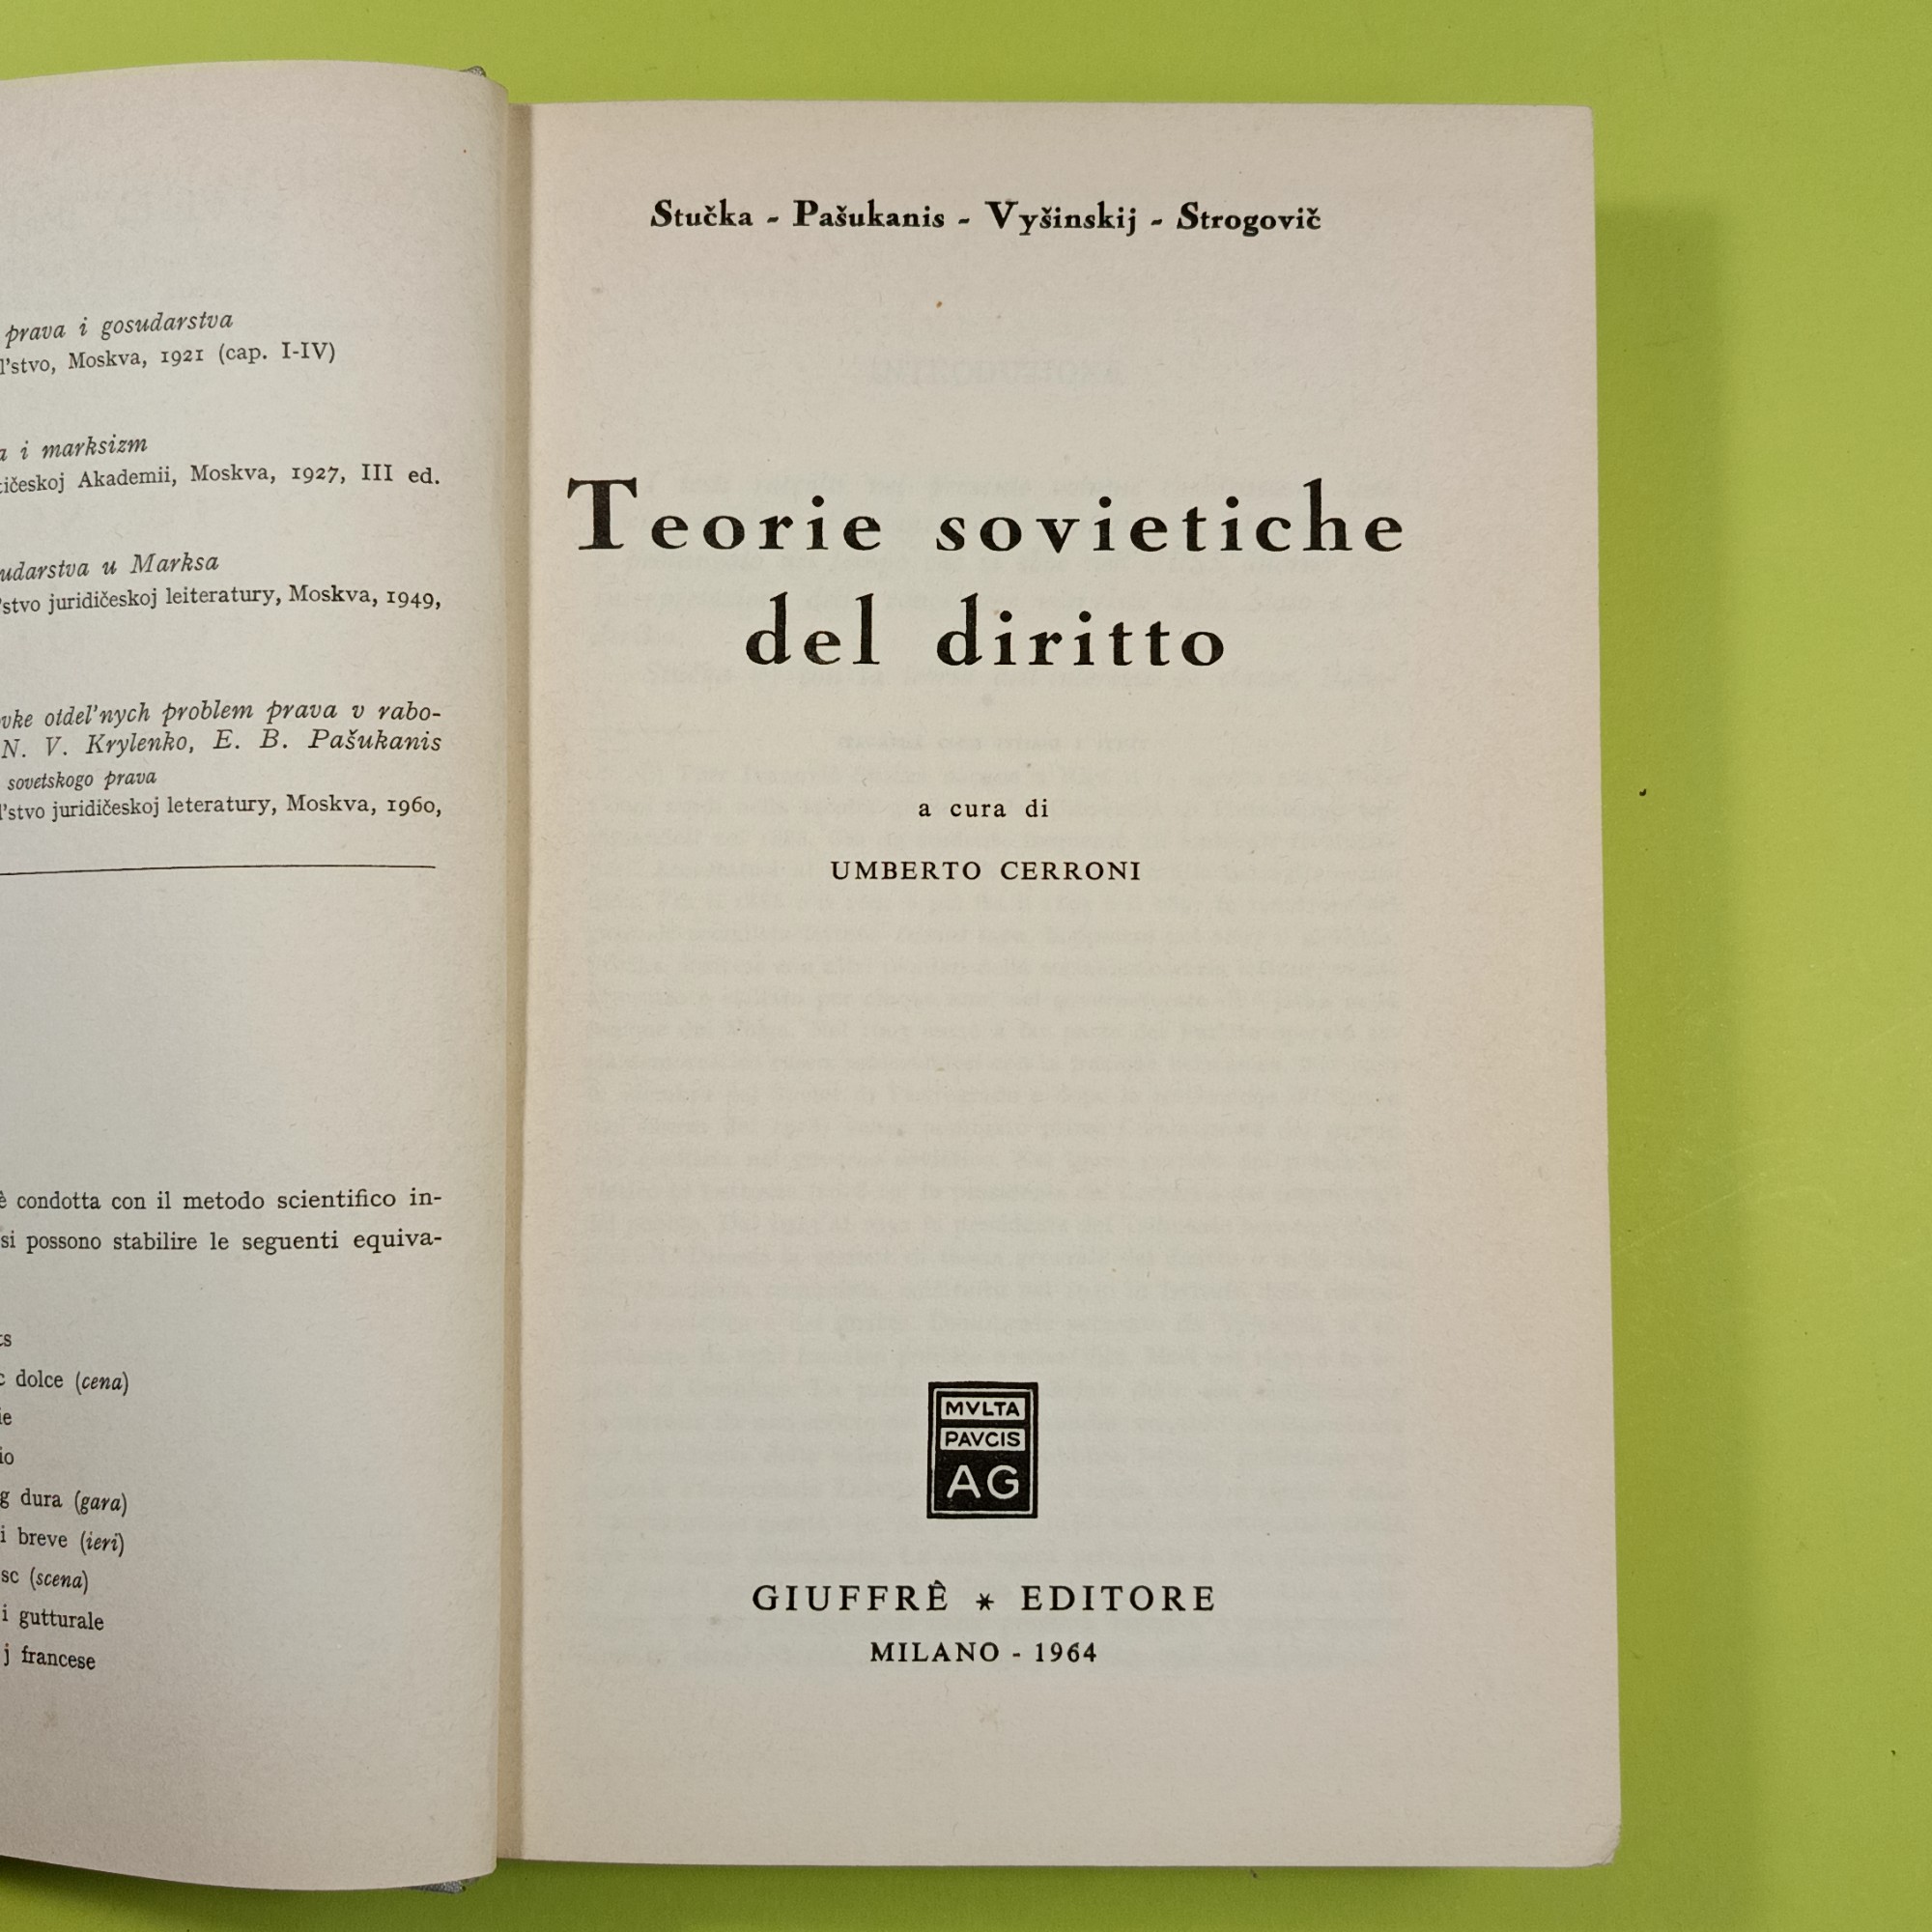 prava i gosudarstva
l'stvo, Moskva, 1921 (cap. I-IV)
a i marksizm
ičeskoj Akademii, Moskva, 1927, III ed.
udarstva u Marksa
'stvo juridičeskoj leiteratury, Moskva, 1949,
vke otdel'nych problem prava v rabo-
N. V. Krylenko, E. B. Pašukanis
sovetskogo prava
l'stvo juridičeskoj leteratury, Moskva, 1960,
è condotta con il metodo scientifico in-
si possono stabilire le seguenti equiva-
ts
c dolce (cena)
ie
io
g dura (gara)
i breve (ieri)
sc (scena)
i gutturale
j francese
Stučka - Pašukanis - Vyšinskij - Strogovič
Teorie sovietiche
del diritto
a cura di
UMBERTO CERRONI
MVLTA
PAVCIS
AG
GIUFFRÊ * EDITORE
MILANO - 1964